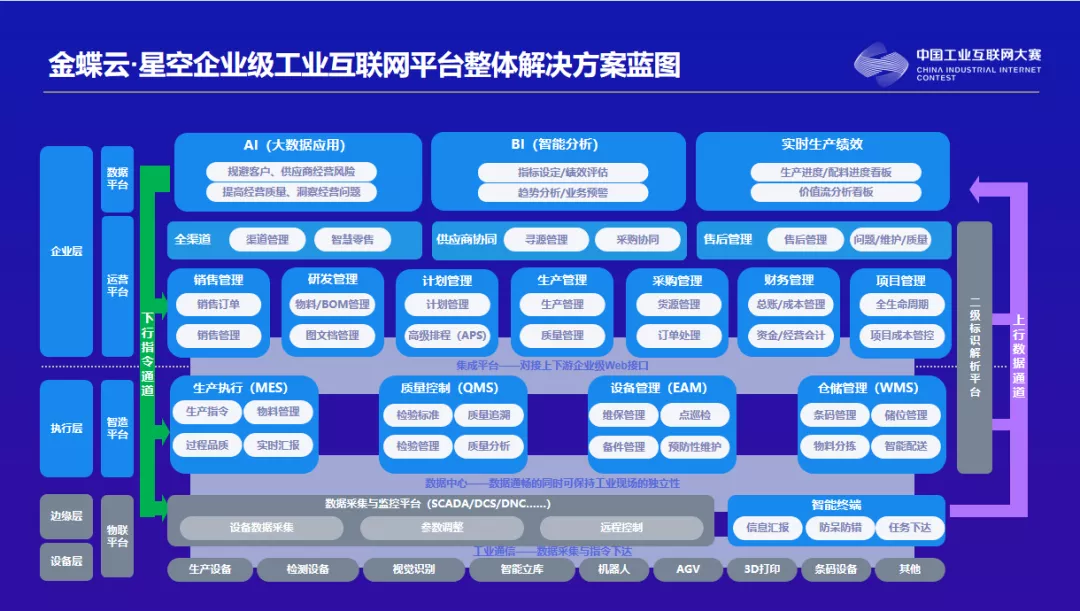 金蝶云·星空企业级工业互联网平台整体解决方案蓝图
中国工业互联网大赛
CHINA INDUSTRIAL INTERNET
CONTEST
企业层
数据
平台
运营
平台
下行指令通道
AI（大数据应用）
规避客户、供应商经营风险
提高经营质量、洞察经营问题
BI（智能分析）
指标设定/绩效评估
趋势分析/业务预警
实时生产绩效
生产进度/配料进度看板
价值流分析看板
全渠道
渠道管理
智慧零售
供应商协同
寻源管理
采购协同
售后管理
售后管理
问题/维护/质量
销售管理
销售订单
销售管理
研发管理
物料/BOM管理
图文档管理
计划管理
计划管理
高级排程（APS）
生产管理
生产管理
质量管理
采购管理
货源管理
订单处理
财务管理
总账/成本管理
资金/经营会计
项目管理
全生命周期
项目成本管控
二级标识解析平台
上行数据通道
集成平台——对接上下游企业级Web接口
执行层
智造
平台
生产执行（MES）
生产指令
物料管理
过程品质
实时汇报
质量控制（QMS）
检验标准
质量追溯
检验管理
质量分析
设备管理（EAM）
维保管理
点巡检
备件管理
预防性维护
仓储管理（WMS）
条码管理
储位管理
物料分拣
智能配送
数据中心——数据通畅的同时可保持工业现场的独立性
边缘层
设备层
物联
平台
数据采集与监控平台（SCADA/DCS/DNC......）
设备数据采集
参数调整
远程控制
智能终端
信息汇报
防呆防错
任务下达
工业通信——数据采集与指令下达
生产设备
检测设备
视觉识别
智能立库
机器人
AGV
3D打印
条码设备
其他